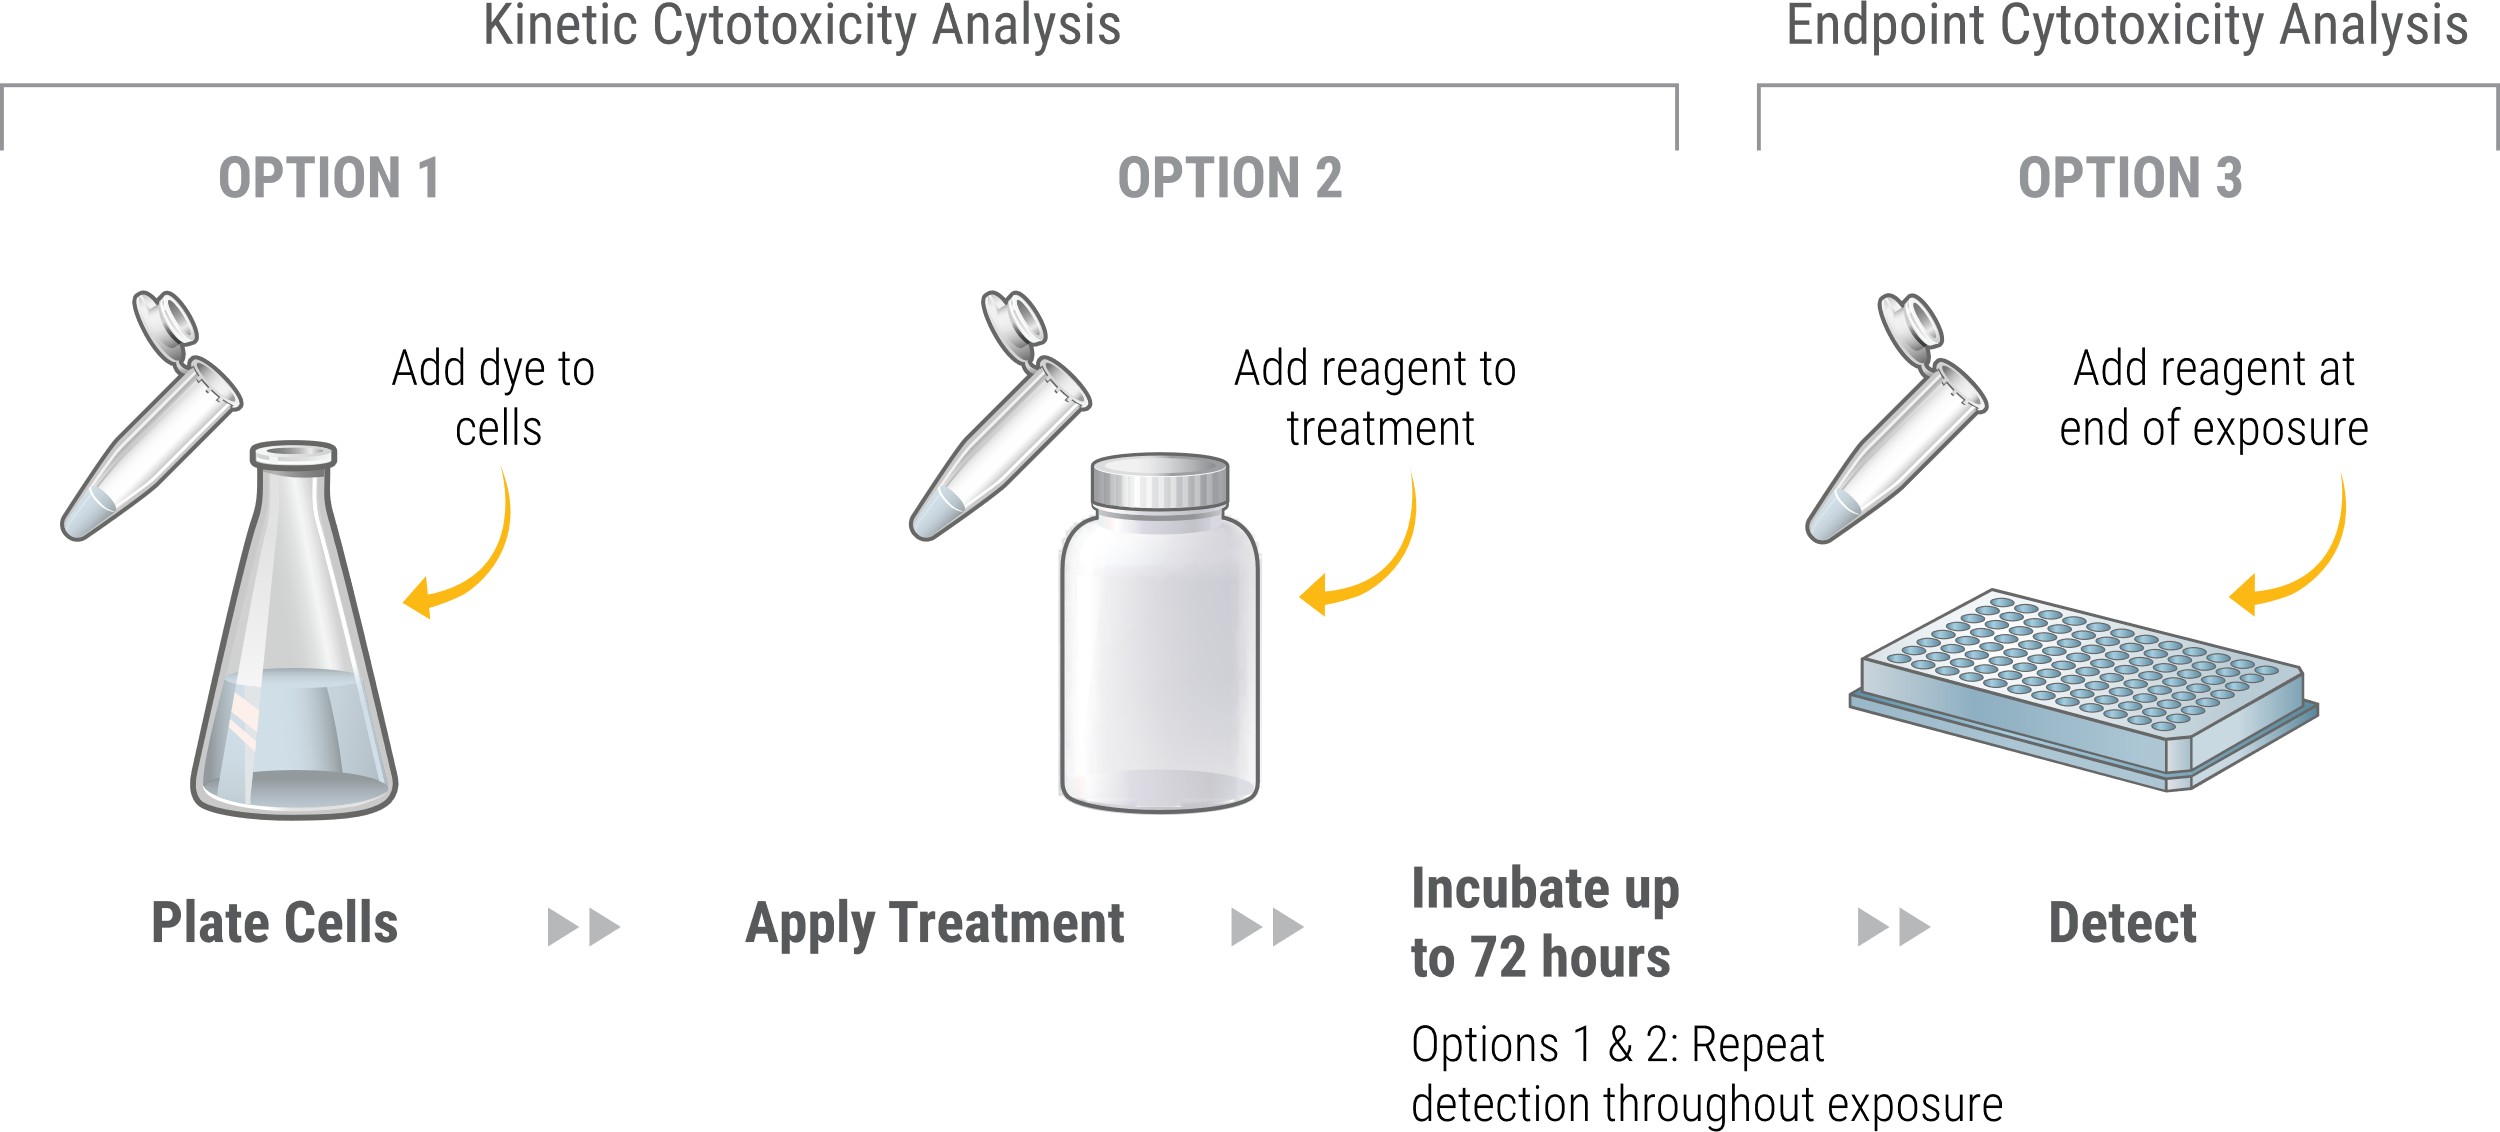 Kinetic Cytotoxicity Analysis
Endpoint Cytotoxicity Analysis
OPTION 1
OPTION 2
OPTION 3
Add dye to
cells
Add reagent to
treatment
Add reagent at
end of exposure
Plate Cells
Apply Treatment
Incubate up
to 72 hours
Detect
Options 1 & 2: Repeat
detection throughout exposure